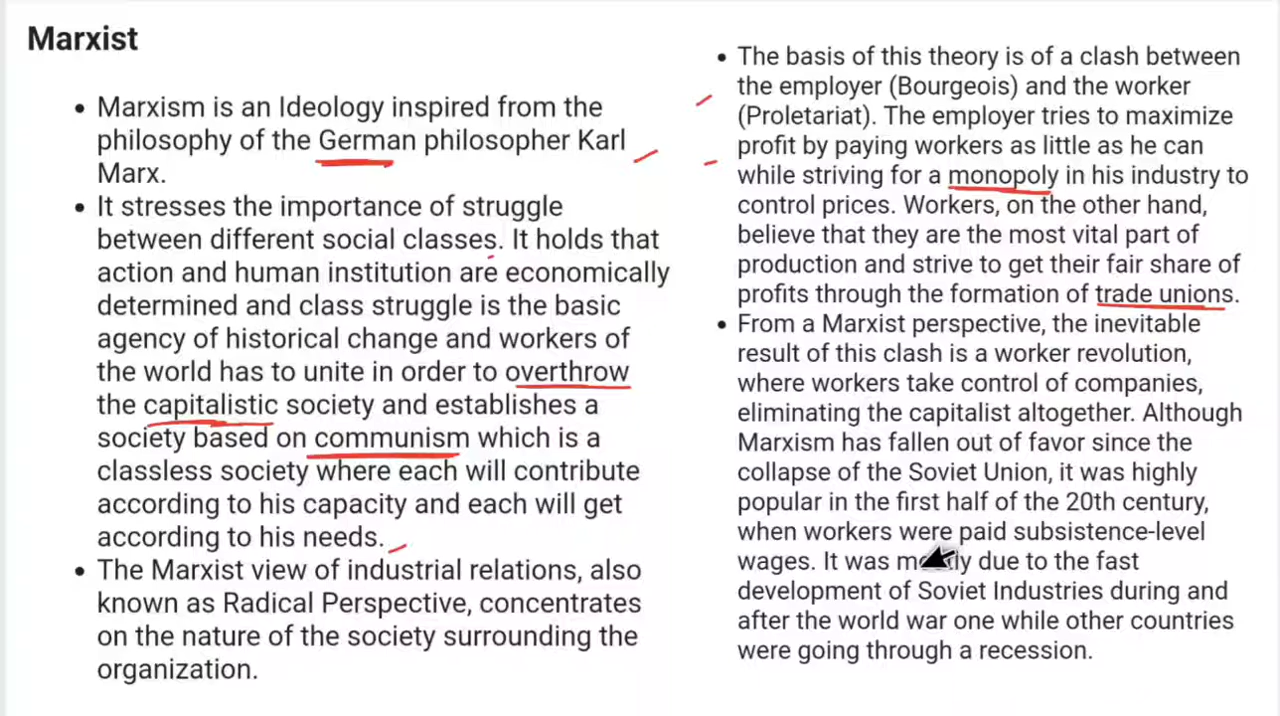 Marxist
• Marxism is an Ideology inspired from the
philosophy of the German philosopher Karl
Marx.
• It stresses the importance of struggle
between different social classes. It holds that
action and human institution are economically
determined and class struggle is the basic
agency of historical change and workers of
the world has to unite in order to overthrow
the capitalistic society and establishes a
society based on communism which is a
classless society where each will contribute
according to his capacity and each will get
according to his needs.
• The Marxist view of industrial relations, also
known as Radical Perspective, concentrates
on the nature of the society surrounding the
organization.
• The basis of this theory is of a clash between
the employer (Bourgeois) and the worker
(Proletariat). The employer tries to maximize
profit by paying workers as little as he can
while striving for a monopoly in his industry to
control prices. Workers, on the other hand,
believe that they are the most vital part of
production and strive to get their fair share of
profits through the formation of trade unions.
• From a Marxist perspective, the inevitable
result of this clash is a worker revolution,
where workers take control of companies,
eliminating the capitalist altogether. Although
Marxism has fallen out of favor since the
collapse of the Soviet Union, it was highly
popular in the first half of the 20th century,
when workers were paid subsistence-level
wages. It was due to the fast
development of Soviet Industries during and
after the world war one while other countries
were going through a recession.